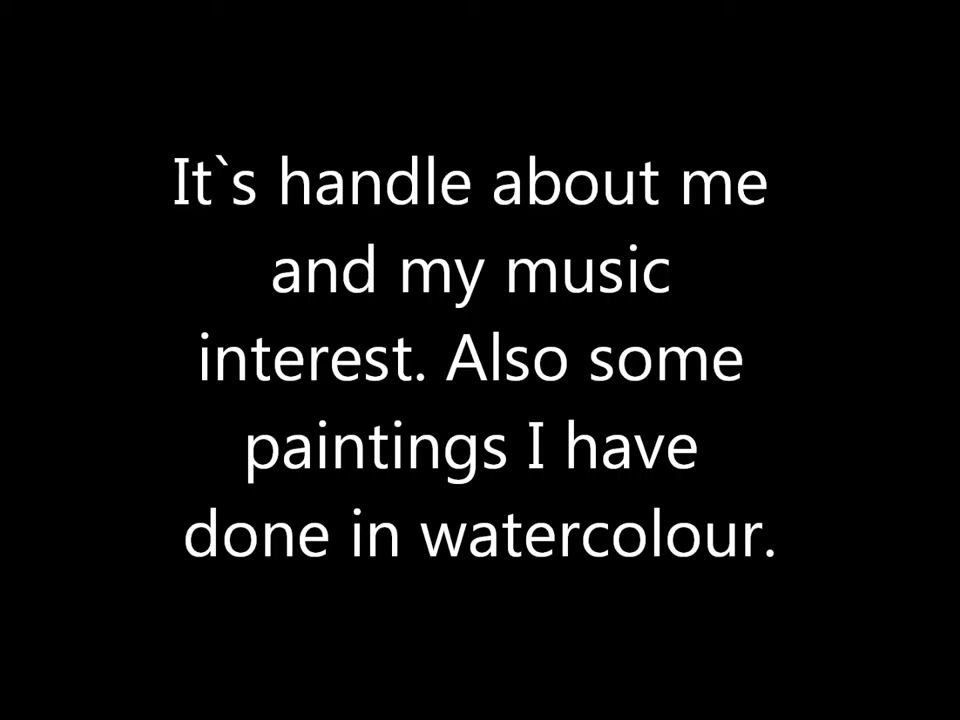 It`s handle about me
and my music
interest. Also some
paintings I have
done in watercolour.